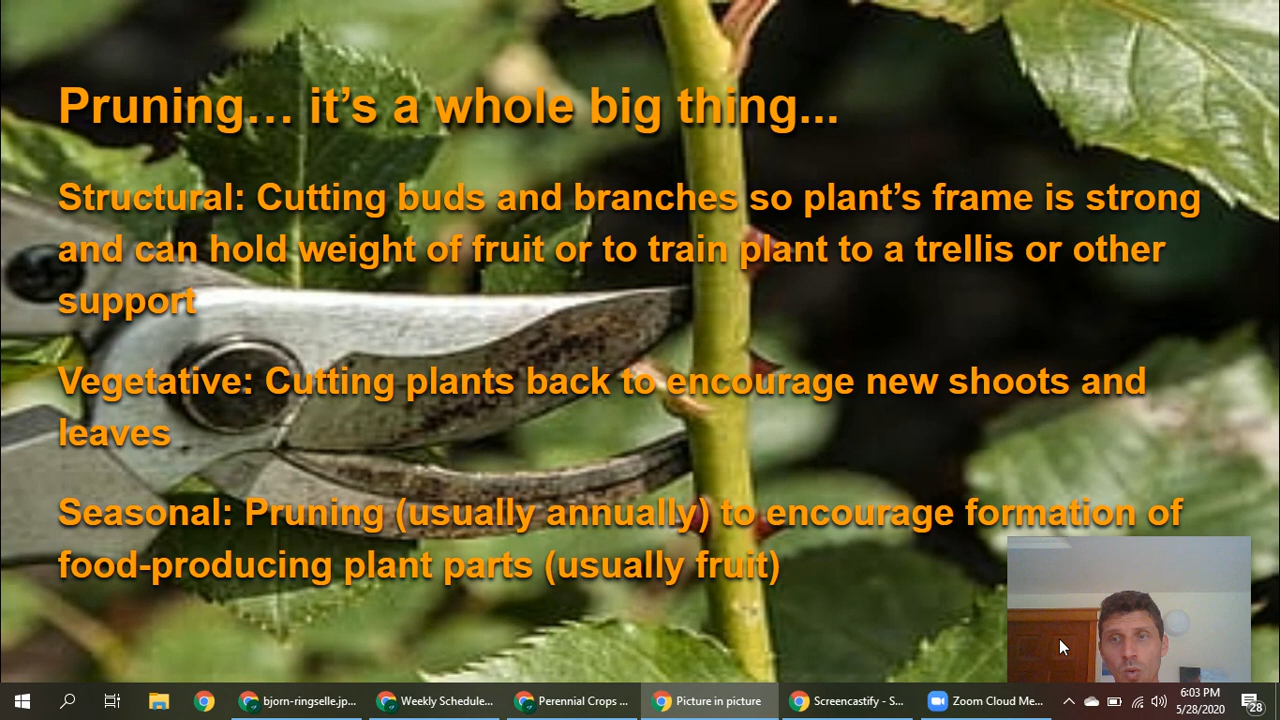 Pruning… it’s a whole big thing...
Structural: Cutting buds and branches so plant’s frame is strong
and can hold weight of fruit or to train plant to a trellis or other
support
Vegetative: Cutting plants back to encourage new shoots and
leaves
Seasonal: Pruning (usually annually) to encourage formation of
food-producing plant parts (usually fruit)
bjorn-ringselle.jp... Weekly Schedule... Perennial Crops ... Picture in picture Screencastify - S... Zoom Cloud Me... 6:03 PM
5/28/2020 28